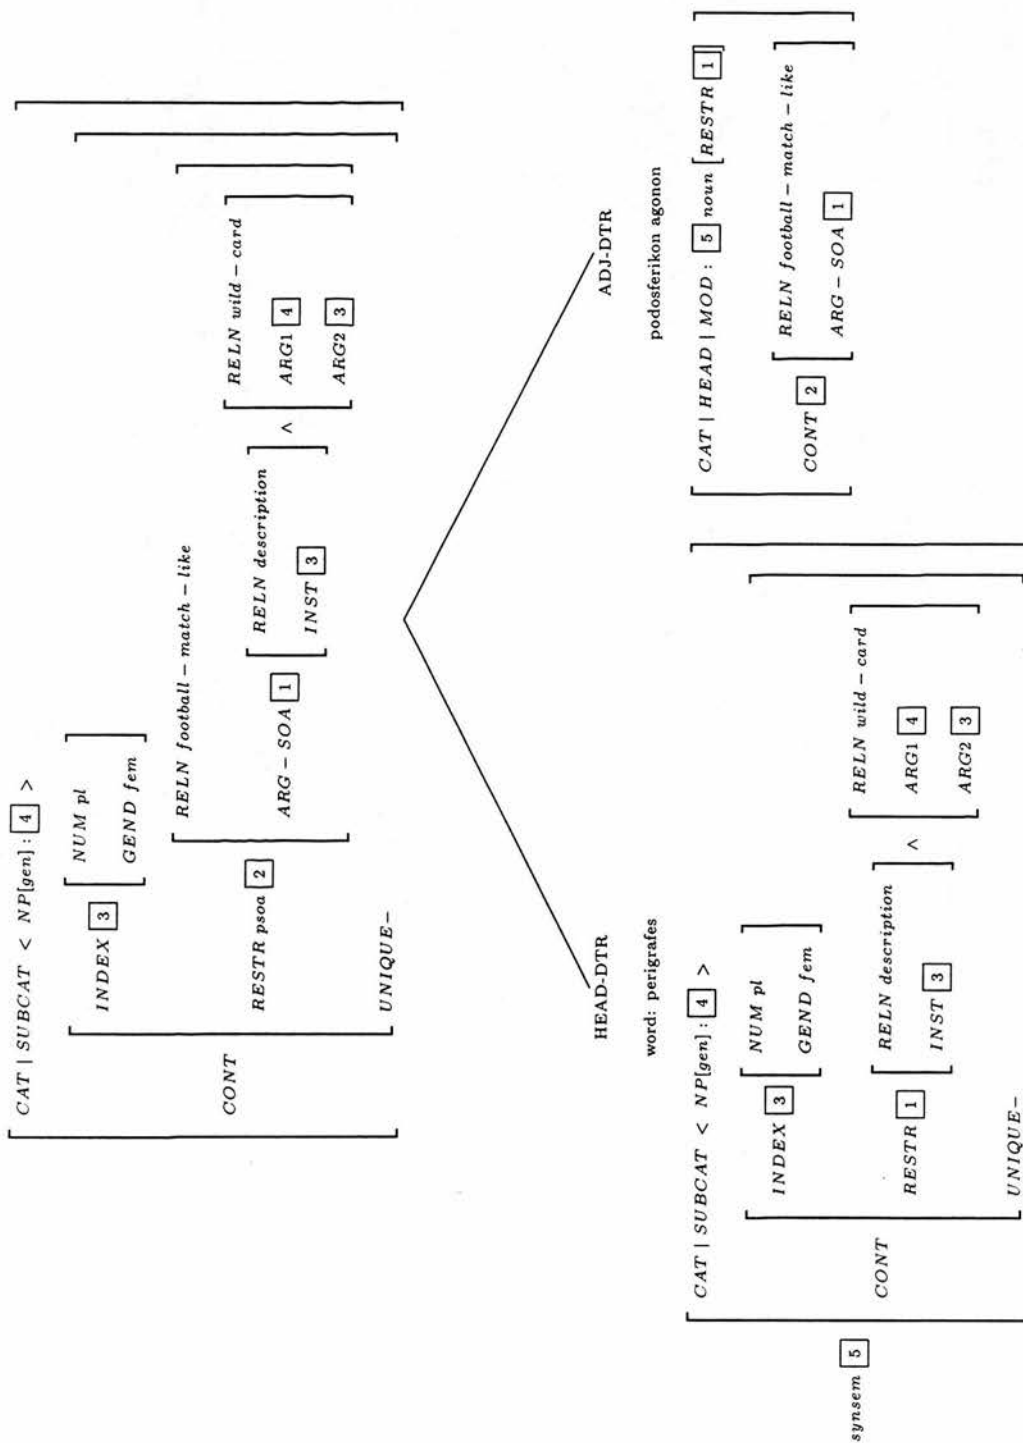 CAT | SUBCAT < NP[gen] : 4 >
NUM pl
INDEX 3
GEND fem
RELN football – match – like
CONT
RESTR psoa 2
RELN wild – card
RELN description
ARG – SOA 1
∧
ARG1 4
INST 3
ARG2 3
UNIQUE–
HEAD-DTR
ADJ-DTR
word: perigrafes
podosferikon agonon
CAT | SUBCAT < NP[gen] : 4 >
NUM pl
INDEX 3
GEND fem
synsem 5
CONT
RELN wild – card
RELN description
RESTR 1
∧
ARG1 4
INST 3
ARG2 3
UNIQUE–
CAT | HEAD | MOD : 5 noun [RESTR 1]
RELN football – match – like
CONT 2
ARG – SOA 1